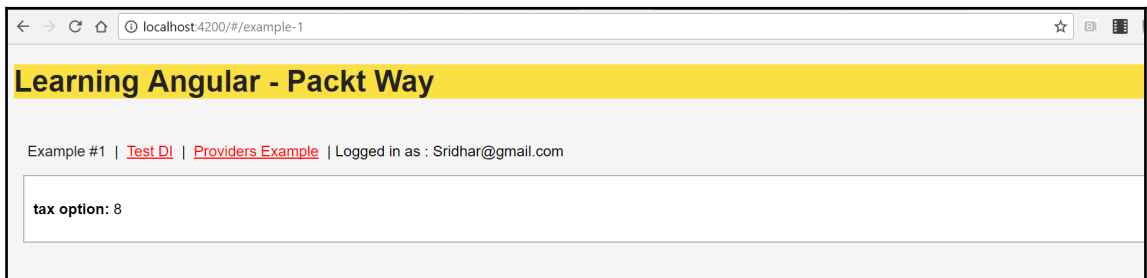 localhost:4200/#/example-1
Learning Angular - Packt Way
Example #1 | Test DI | Providers Example | Logged in as : Sridhar@gmail.com
tax option: 8